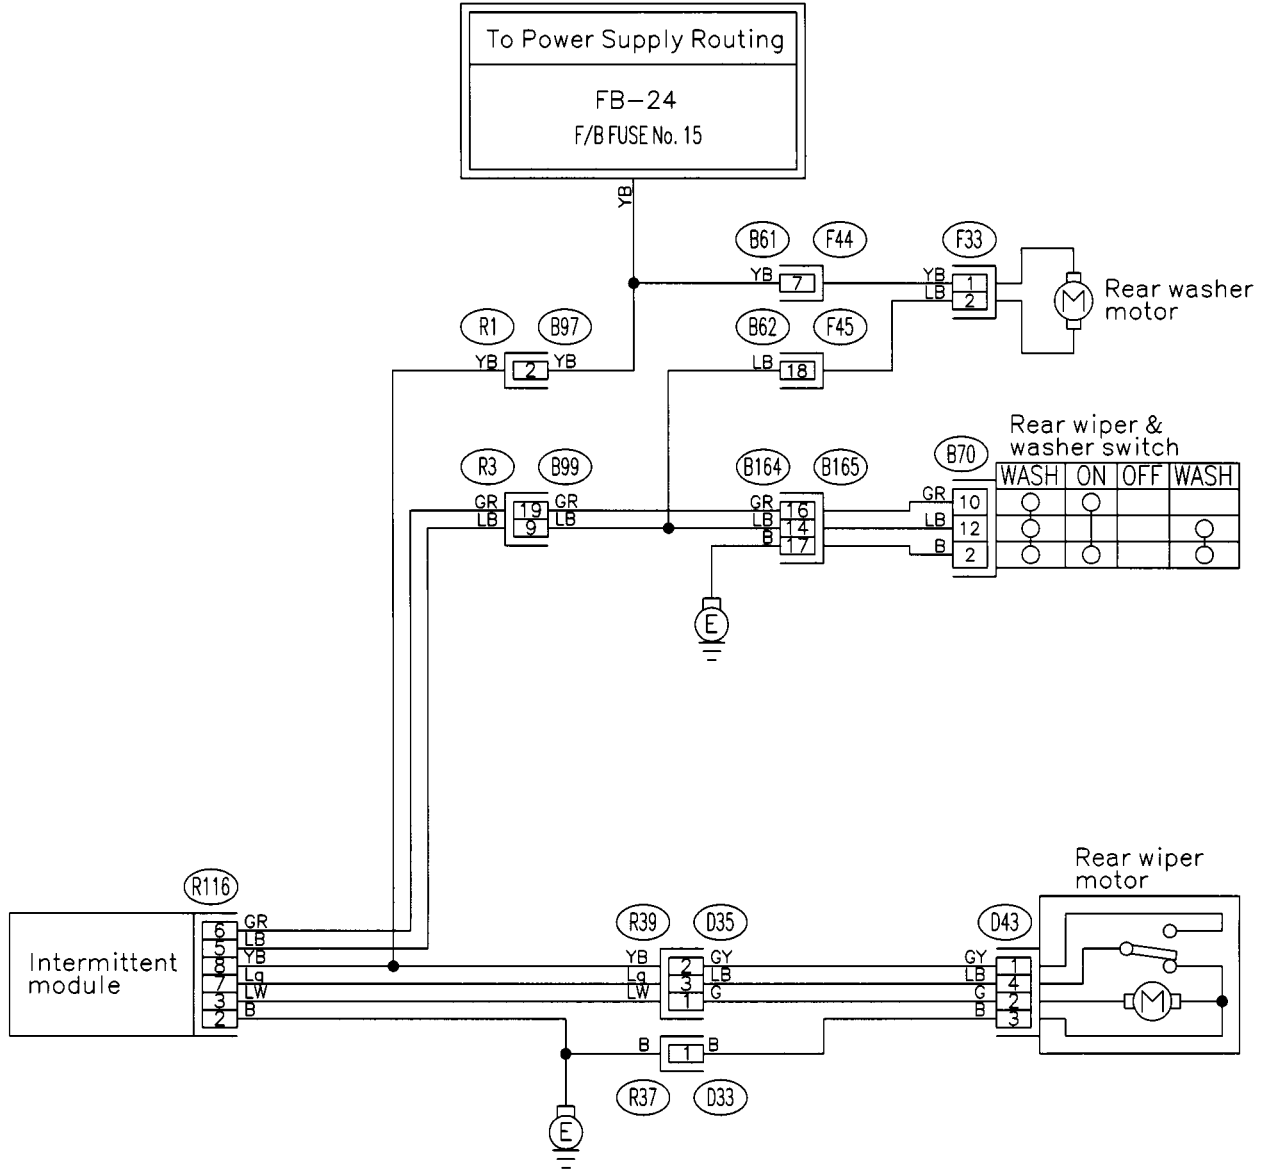 To Power Supply Routing
FB-24
F/B FUSE No. 15
YB
B61 F44 F33
YB 7 YB 1
LB 2
Rear washer
motor
M
R1 B97 B62 F45
YB 2 YB LB 18
Rear wiper &
washer switch
R3 B99 B164 B165 B70
WASH ON OFF WASH
GR 19 GR GR 16 GR 10
LB 9 LB LB 14 LB 12
B 17 B 2
E
Rear wiper
motor
R116
R39 D35 D43
Intermittent
module
6 GR
5 LB
8 YB YB 2 GY GY 1
7 Lg Lg 3 LB LB 4
3 LW LW 1 G G 2
M
2 B B 3
B 1 B
R37 D33
E